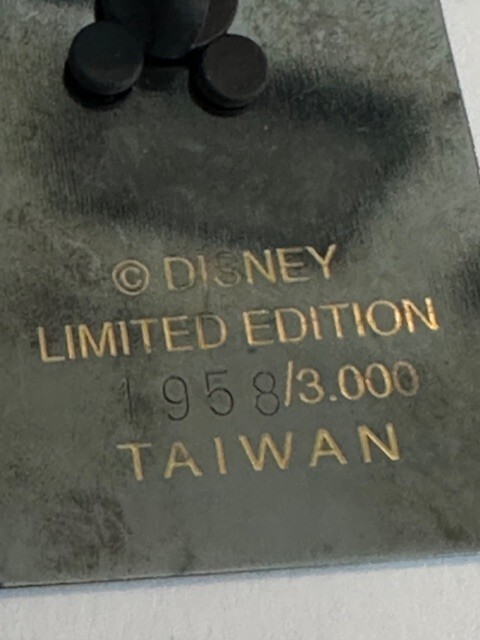 © DISNEY
LIMITED EDITION
1958/3.000
TAIWAN